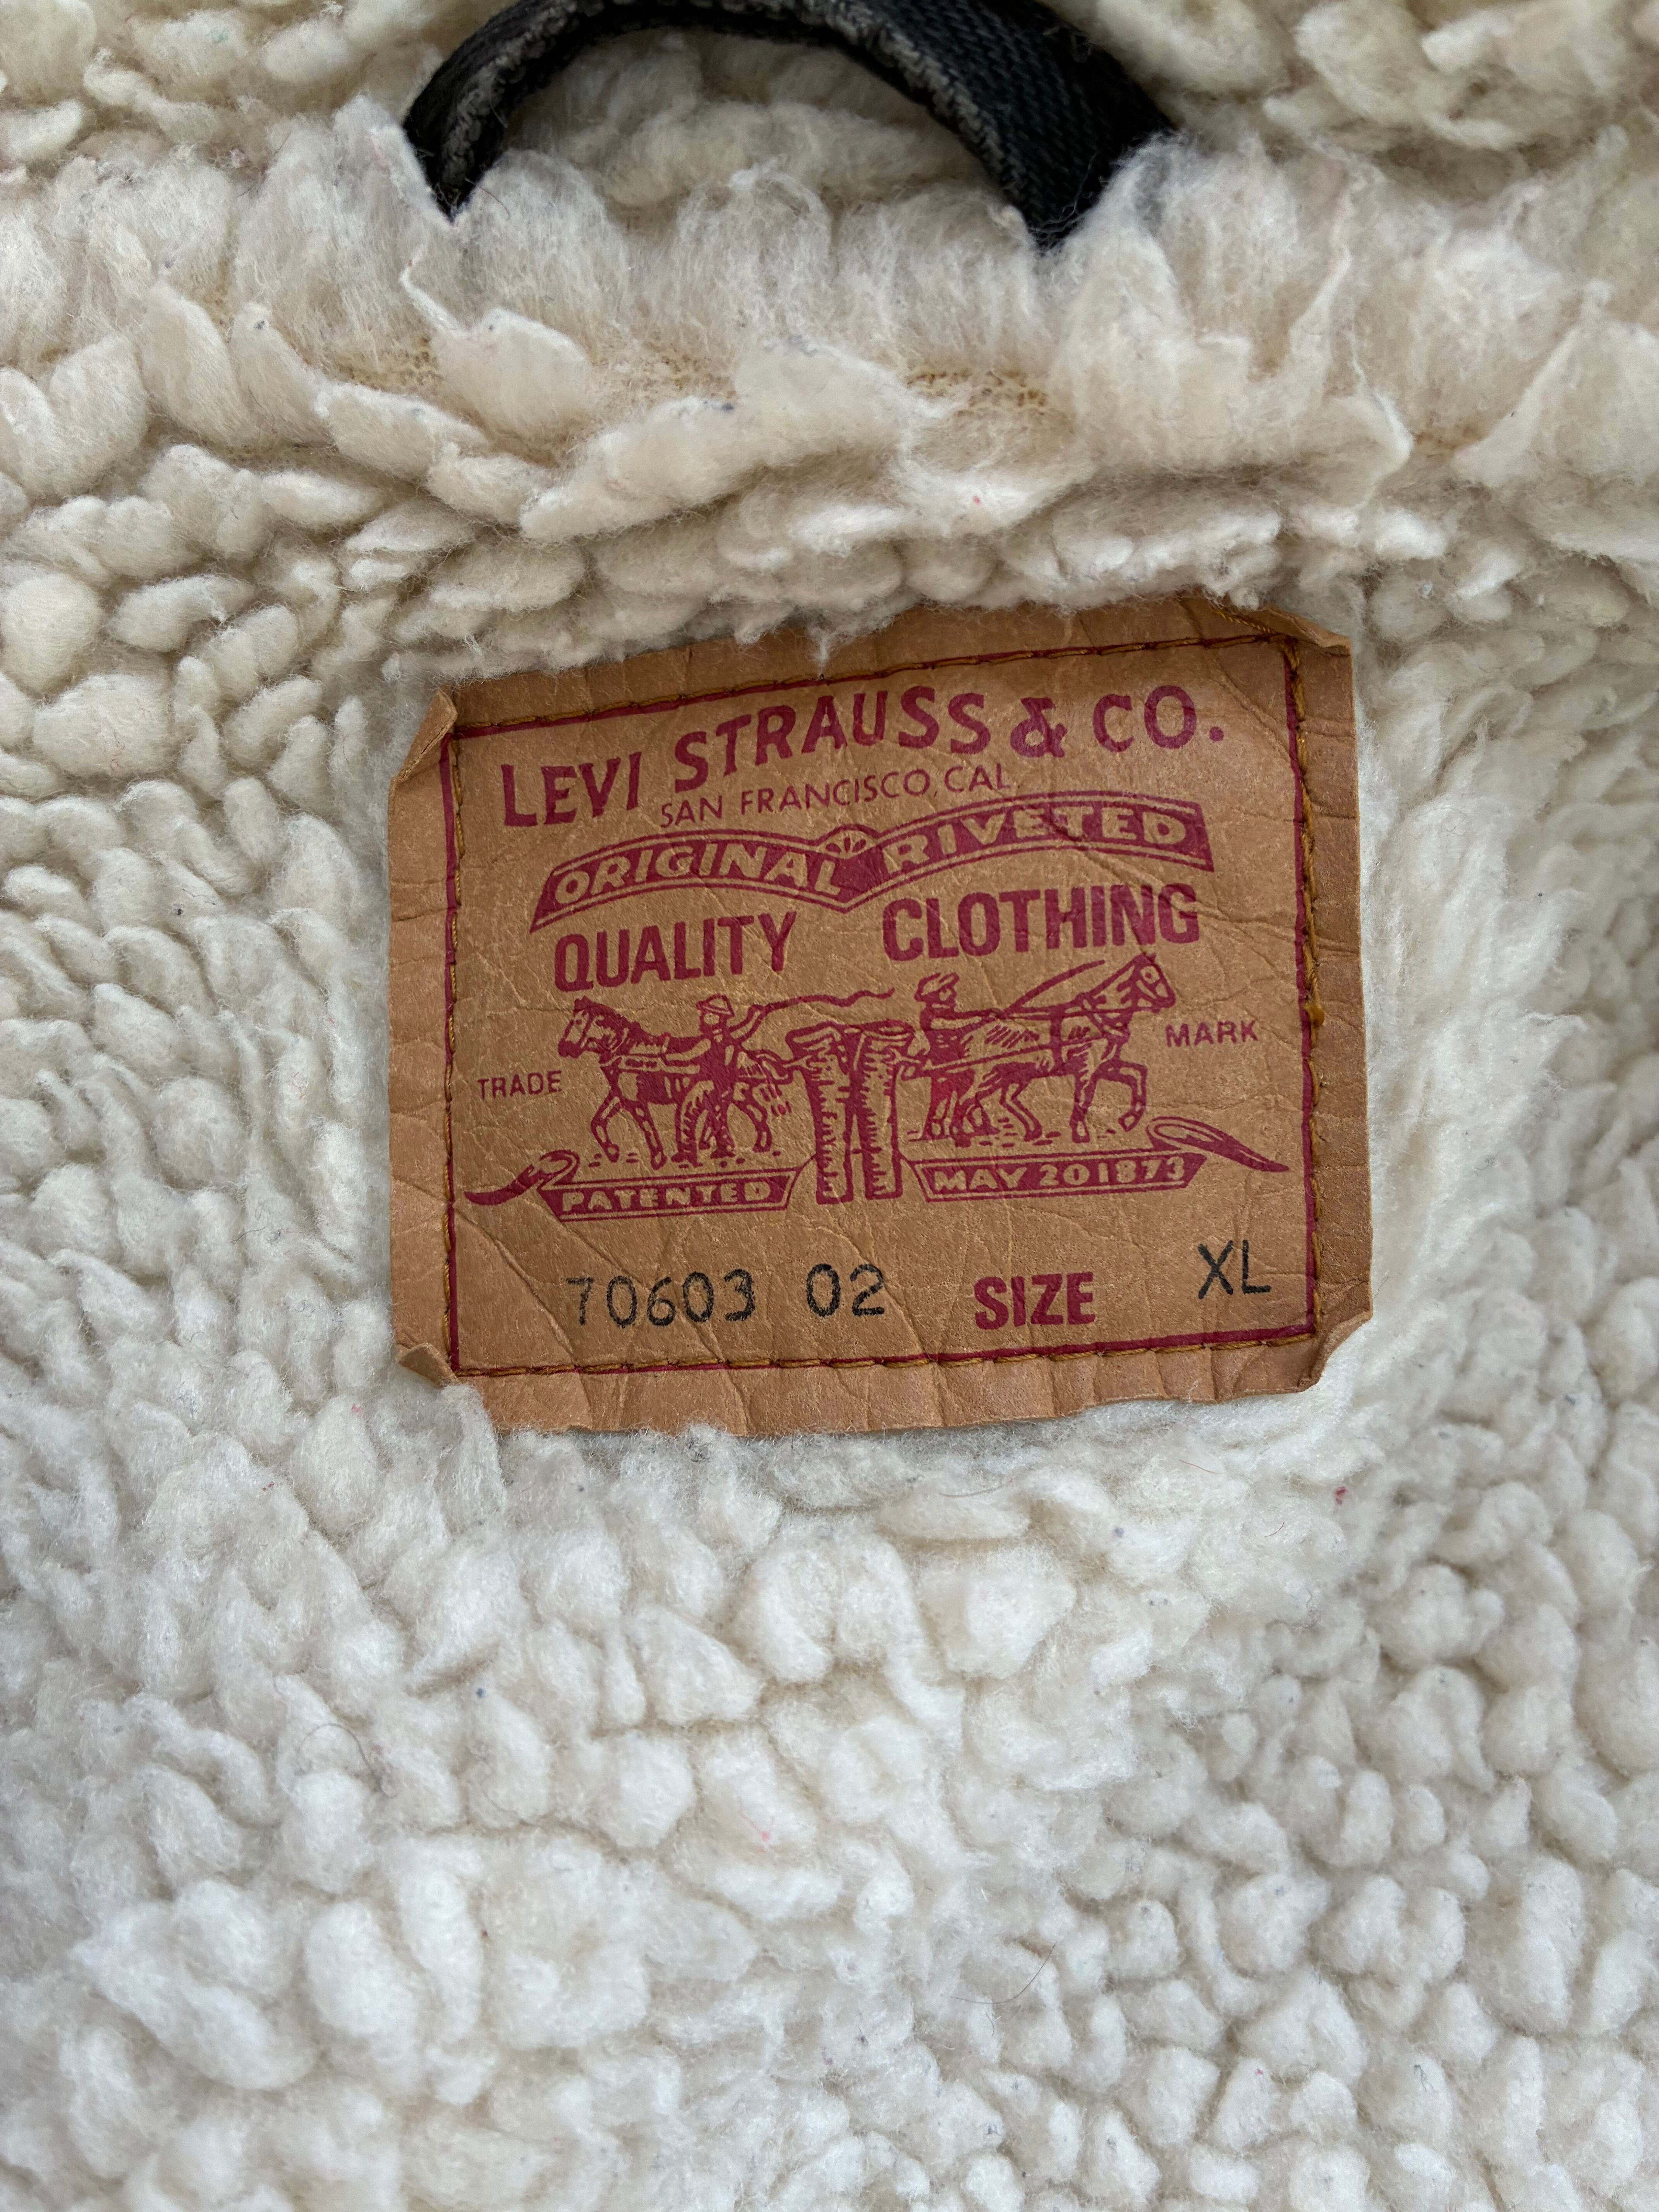 LEVI STRAUSS & CO.
SAN FRANCISCO, CAL
ORIGINAL RIVETED
QUALITY CLOTHING
TRADE MARK
PATENTED MAY 20 1873
70603 02 SIZE XL